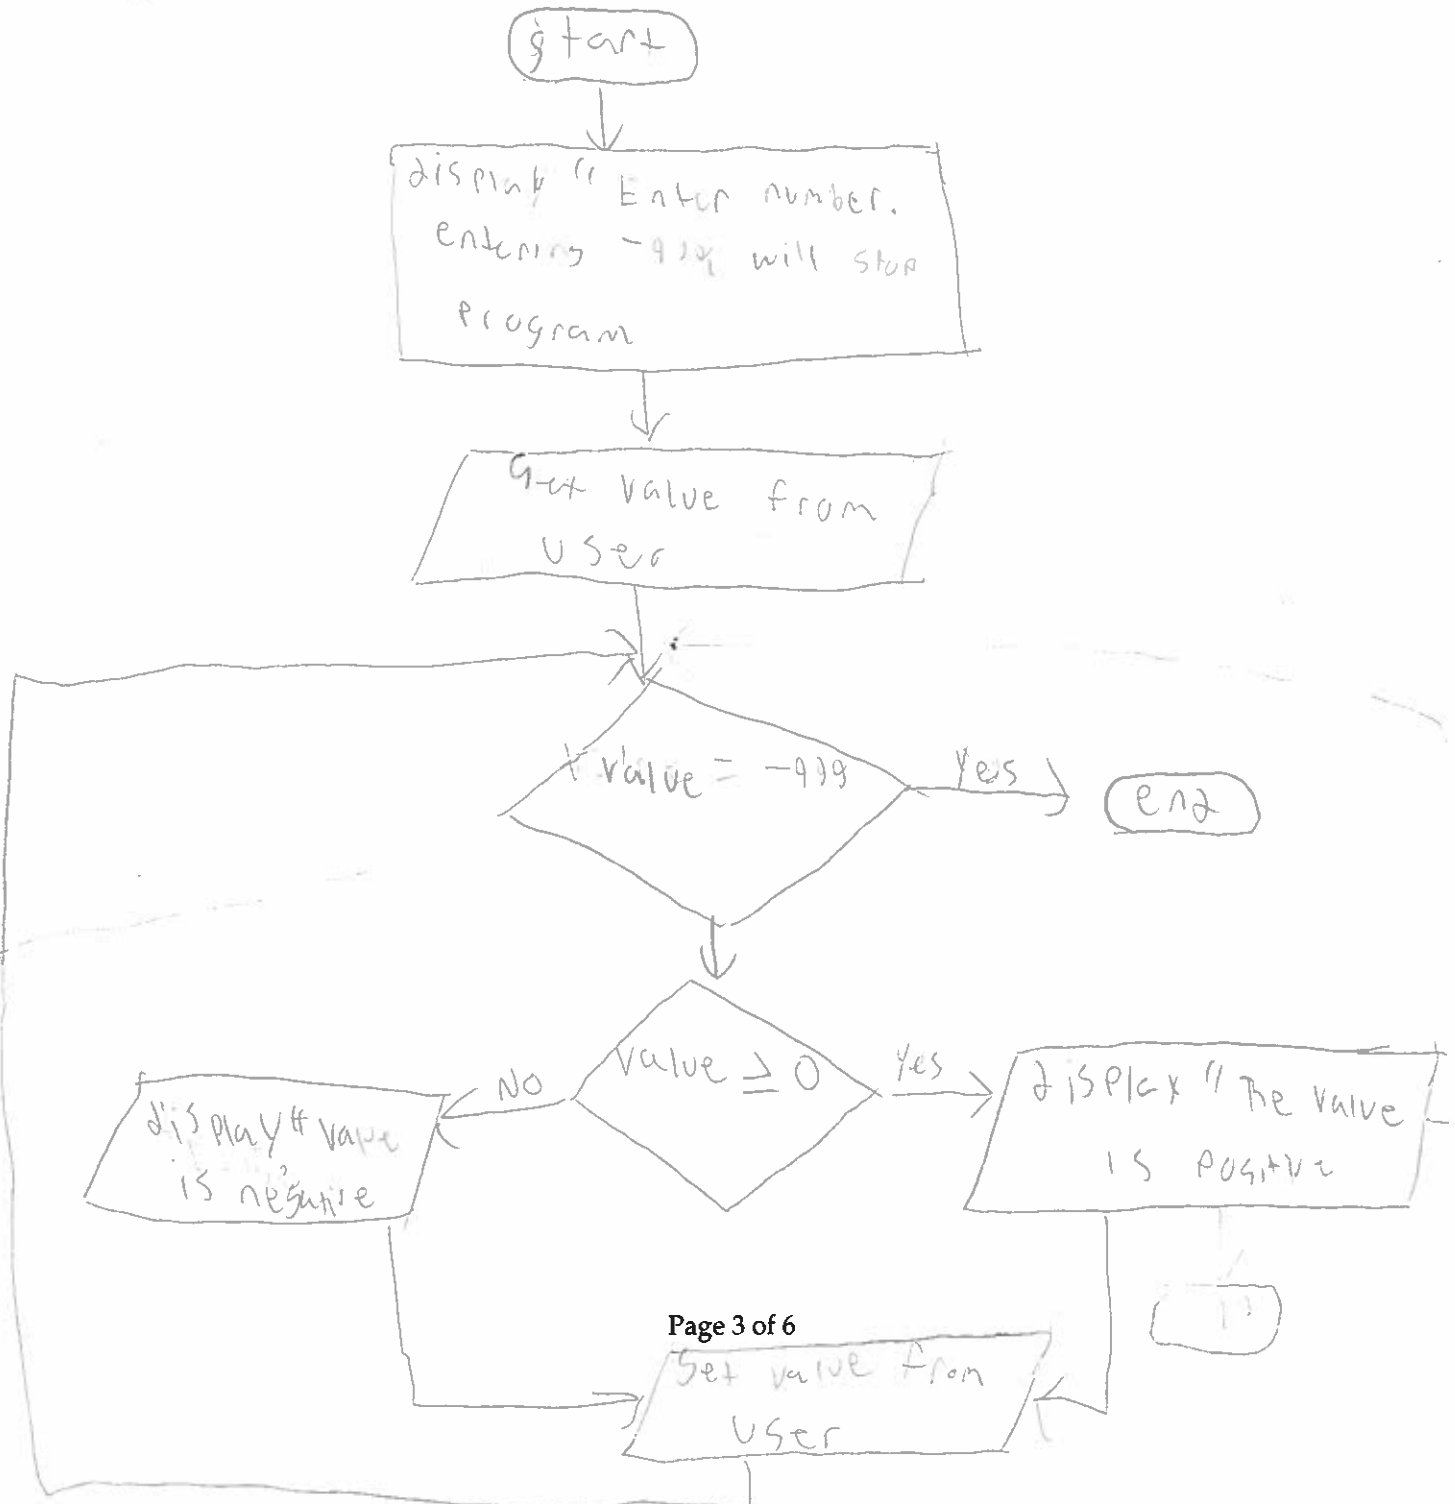 start
display " Enter number.
entering -999 will stop
program
Get value from
user
value = -999
Yes
end
value ≥ 0
Yes
NO
display " The value
is positive
display " value
is negative
Page 3 of 6
Get value from
user